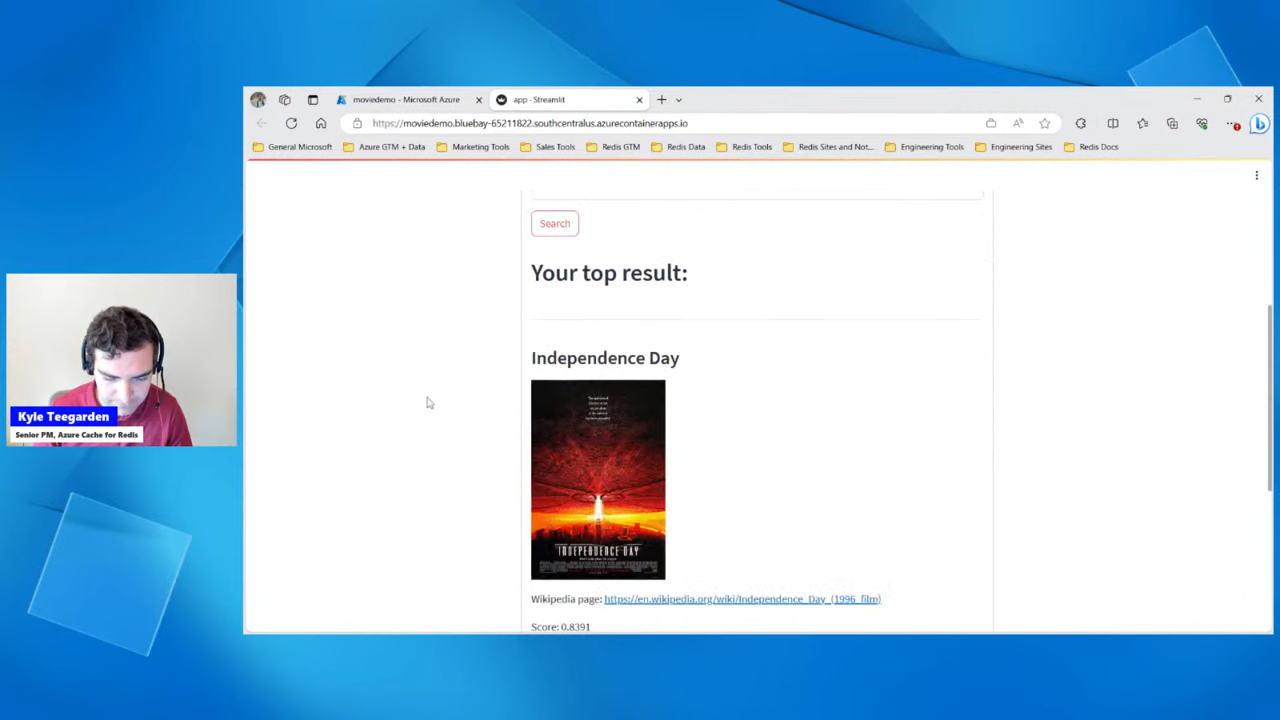 moviedemo - Microsoft Azure
app · Streamlit
https://moviedemo.bluebay-65211822.southcentralus.azurecontainerapps.io
General Microsoft
Azure GTM + Data
Marketing Tools
Sales Tools
Redis GTM
Redis Data
Redis Tools
Redis Sites and Not...
Engineering Tools
Engineering Sites
Redis Docs
Search
Your top result:
Independence Day
INDEPENDENCE DAY
Wikipedia page: https://en.wikipedia.org/wiki/Independence_Day_(1996_film)
Score: 0.8391
Kyle Teegarden
Senior PM, Azure Cache for Redis